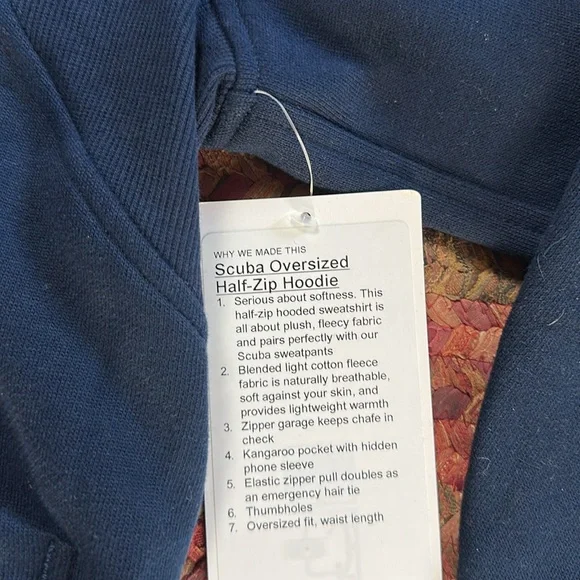 WHY WE MADE THIS
Scuba Oversized
Half-Zip Hoodie
1. Serious about softness. This
half-zip hooded sweatshirt is
all about plush, fleecy fabric
and pairs perfectly with our
Scuba sweatpants
2. Blended light cotton fleece
fabric is naturally breathable,
soft against your skin, and
provides lightweight warmth
3. Zipper garage keeps chafe in
check
4. Kangaroo pocket with hidden
phone sleeve
5. Elastic zipper pull doubles as
an emergency hair tie
6. Thumbholes
7. Oversized fit, waist length